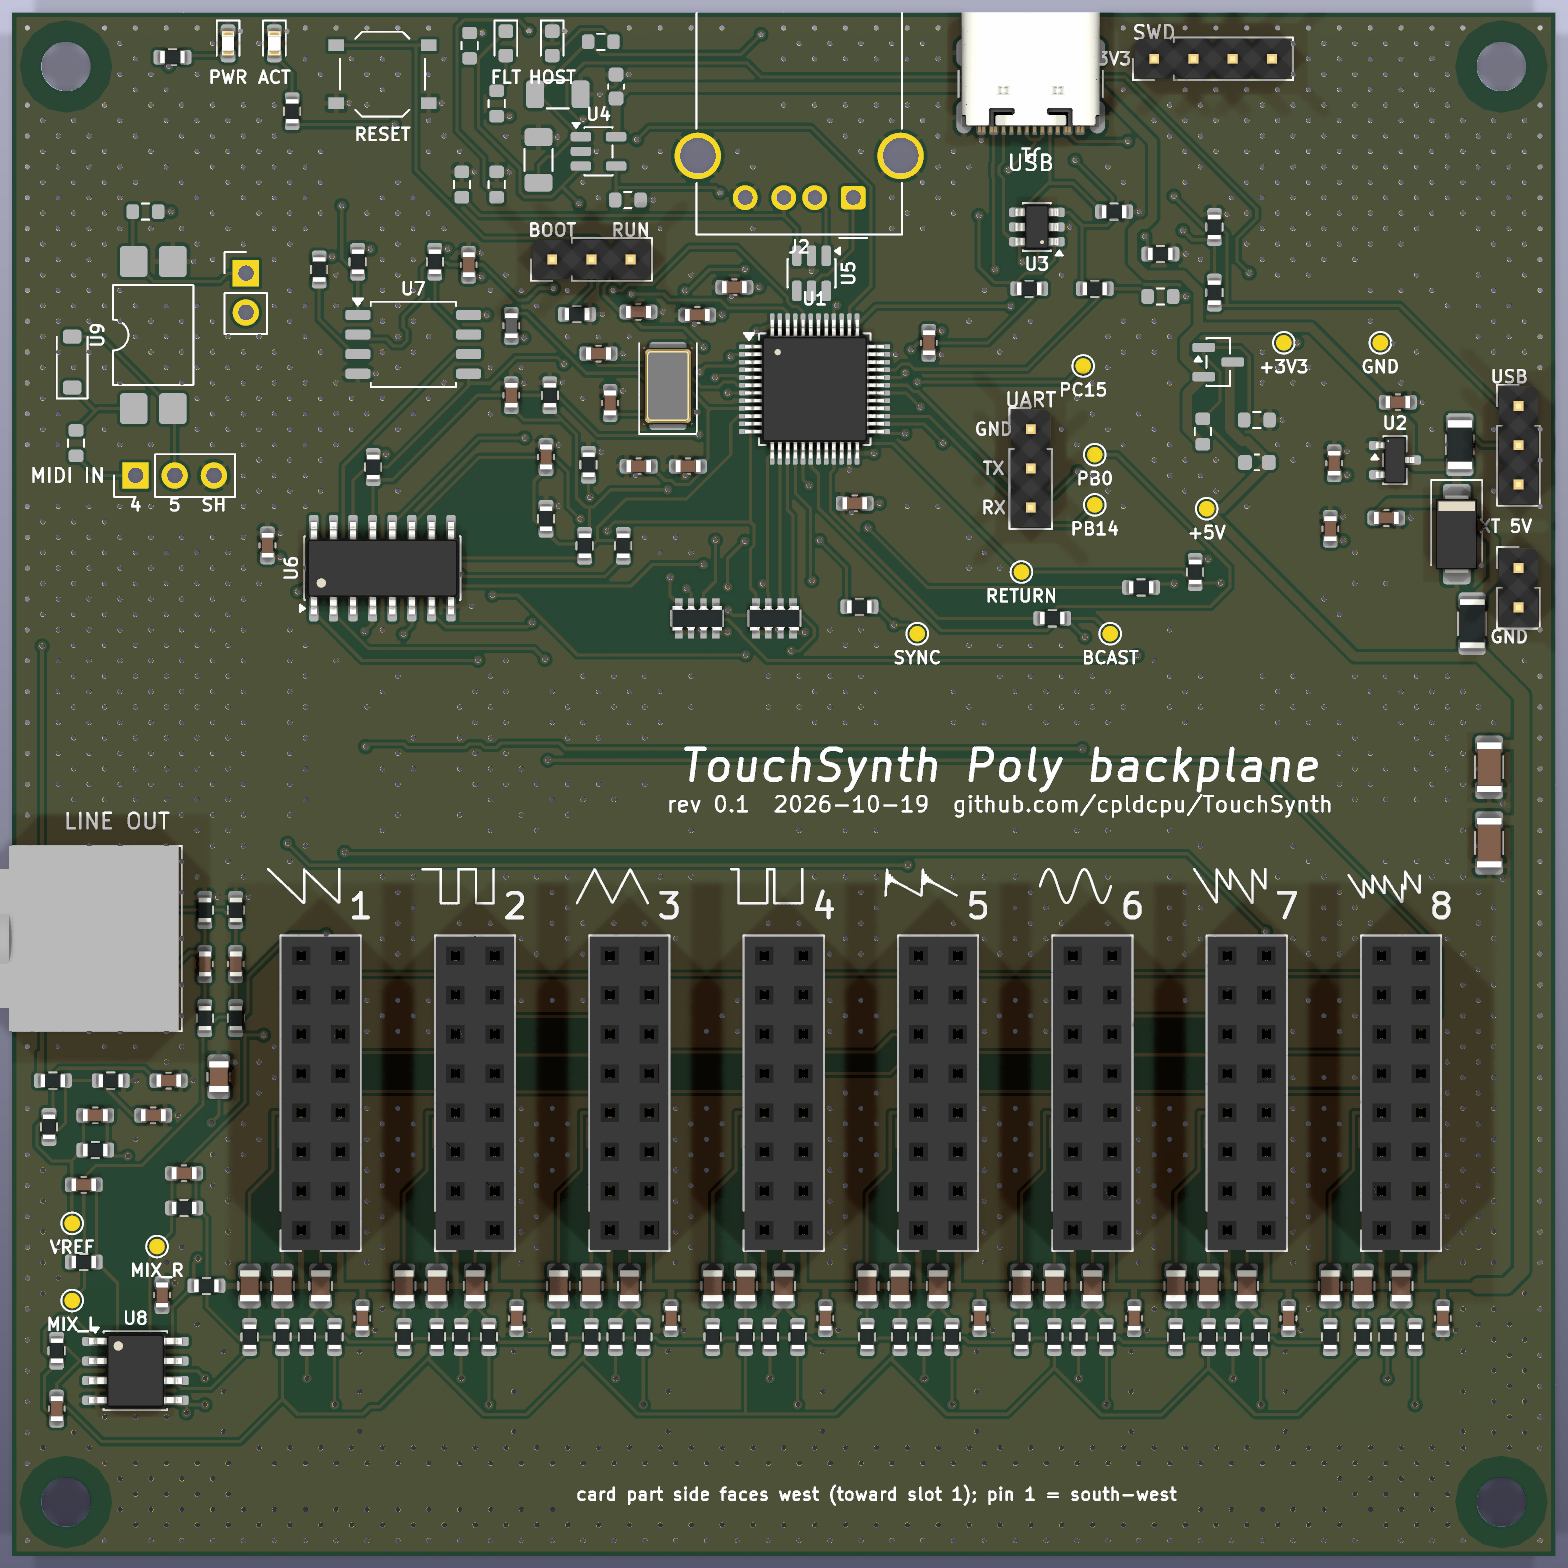 SWD
3V3
PWR ACT
FLT HOST
U4
RESET
USB
BOOT RUN
J2
U3
U5
U7
U1
U9
+3V3
GND
PC15
USB
UART
GND
U2
TX
PB0
MIDI IN
4 5 SH
RX
PB14
+5V
T 5V
U6
RETURN
GND
SYNC
BCAST
TouchSynth Poly backplane
rev 0.1 2026-10-19 github.com/cpldcpu/TouchSynth
LINE OUT
1 2 3 4 5 6 7 8
VREF
MIX_R
MIX_L
U8
card part side faces west (toward slot 1); pin 1 = south-west